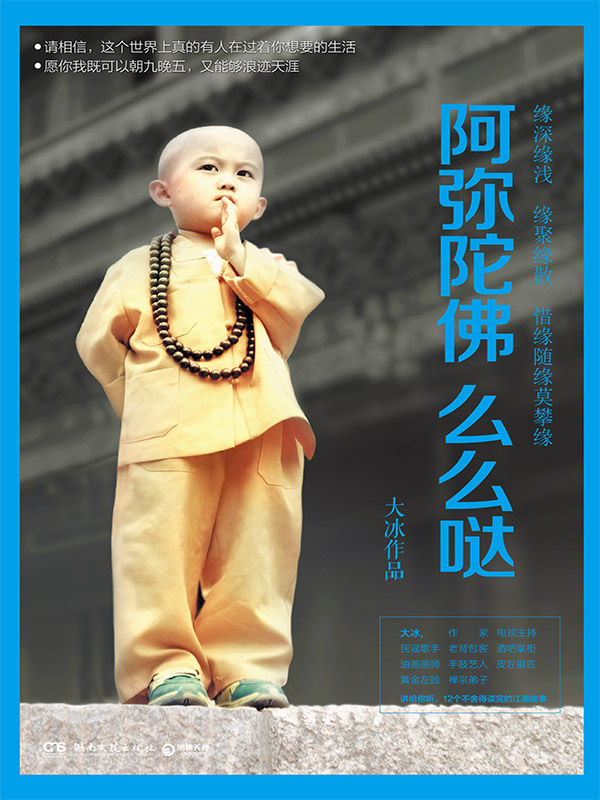 ●请相信，这个世界上真的有人在过着你想要的生活
●愿你我既可以朝九晚五，又能够浪迹天涯
缘深缘浅 缘聚缘散 惜缘随缘莫攀缘
阿弥陀佛 么么哒
大冰作品
大冰， 作 家 电视主持
民谣歌手 老背包客 酒吧掌柜
油画画师 手鼓艺人 皮匠银匠
黄金左脸 禅宗弟子
讲给你听，12个不舍得读完的江湖故事
湖南文艺出版社
博集天卷